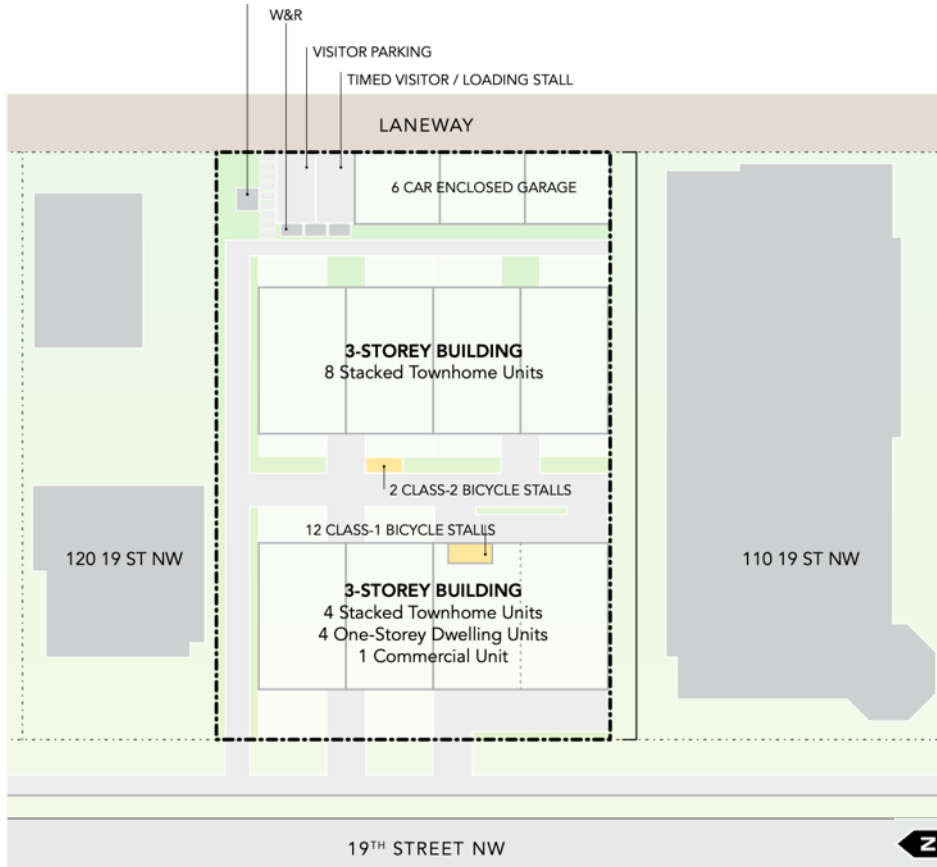 W&R
VISITOR PARKING
TIMED VISITOR / LOADING STALL
LANEWAY
6 CAR ENCLOSED GARAGE
W&R
3-STOREY BUILDING
8 Stacked Townhome Units
2 CLASS-2 BICYCLE STALLS
12 CLASS-1 BICYCLE STALLS
120 19 ST NW
110 19 ST NW
3-STOREY BUILDING
4 Stacked Townhome Units
4 One-Storey Dwelling Units
1 Commercial Unit
19TH STREET NW
N